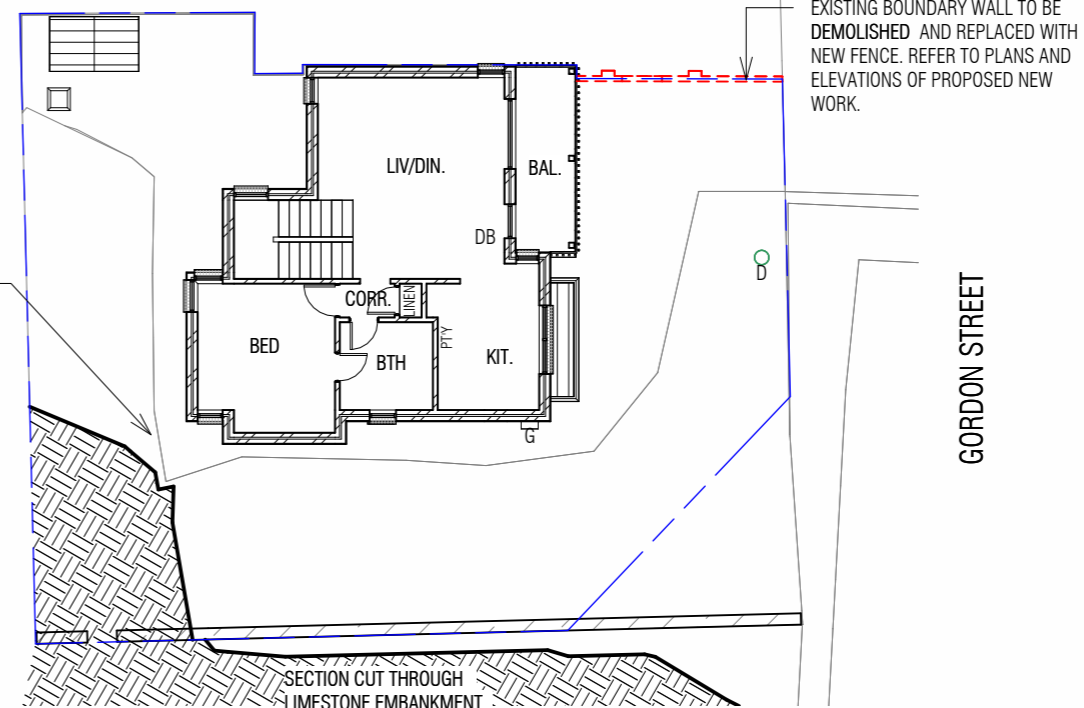 EXISTING BOUNDARY WALL TO BE
DEMOLISHED AND REPLACED WITH
NEW FENCE. REFER TO PLANS AND
ELEVATIONS OF PROPOSED NEW
WORK.
LIV/DIN.
BAL.
DB
D
CORR.
LINEN
BED
BTH
PT'Y
KIT.
G
GORDON STREET
SECTION CUT THROUGH
LIMESTONE EMBANKMENT